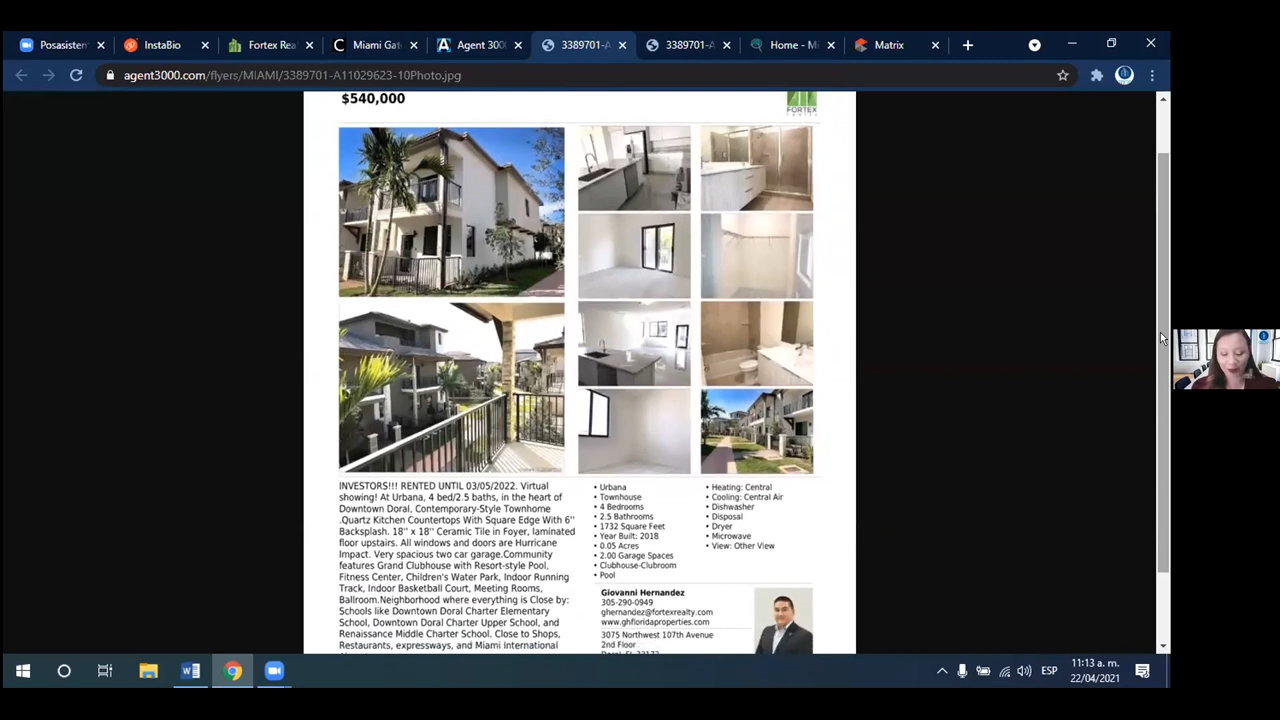 Posasisten
InstaBio
Fortex Rea
Miami Gat
Agent 300
3389701-A
3389701-A
Home - Mi
Matrix
agent3000.com/flyers/MIAMI/3389701-A11029623-10Photo.jpg
$540,000
FORTEX
REALTY
INVESTORS!!! RENTED UNTIL 03/05/2022. Virtual
showing! At Urbana, 4 bed/2.5 baths, in the heart of
Downtown Doral, Contemporary-Style Townhome
.Quartz Kitchen Countertops With Square Edge With 6"
Backsplash. 18" x 18" Ceramic Tile in Foyer, laminated
floor upstairs. All windows and doors are Hurricane
Impact. Very spacious two car garage.Community
features Grand Clubhouse with Resort-style Pool,
Fitness Center, Children's Water Park, Indoor Running
Track, Indoor Basketball Court, Meeting Rooms,
Ballroom.Neighborhood where everything is Close by:
Schools like Downtown Doral Charter Elementary
School, Downtown Doral Charter Upper School, and
Renaissance Middle Charter School. Close to Shops,
Restaurants, expressways, and Miami International
• Urbana
• Townhouse
• 4 Bedrooms
• 2.5 Bathrooms
• 1732 Square Feet
• Year Built: 2018
• 0.05 Acres
• 2.00 Garage Spaces
• Clubhouse-Clubroom
• Pool
• Heating: Central
• Cooling: Central Air
• Dishwasher
• Disposal
• Dryer
• Microwave
• View: Other View
Giovanni Hernandez
305-290-0949
ghernandez@fortexrealty.com
www.ghfloridaproperties.com
3075 Northwest 107th Avenue
2nd Floor
Doral, FL 33172
ESP
11:13 a. m.
22/04/2021